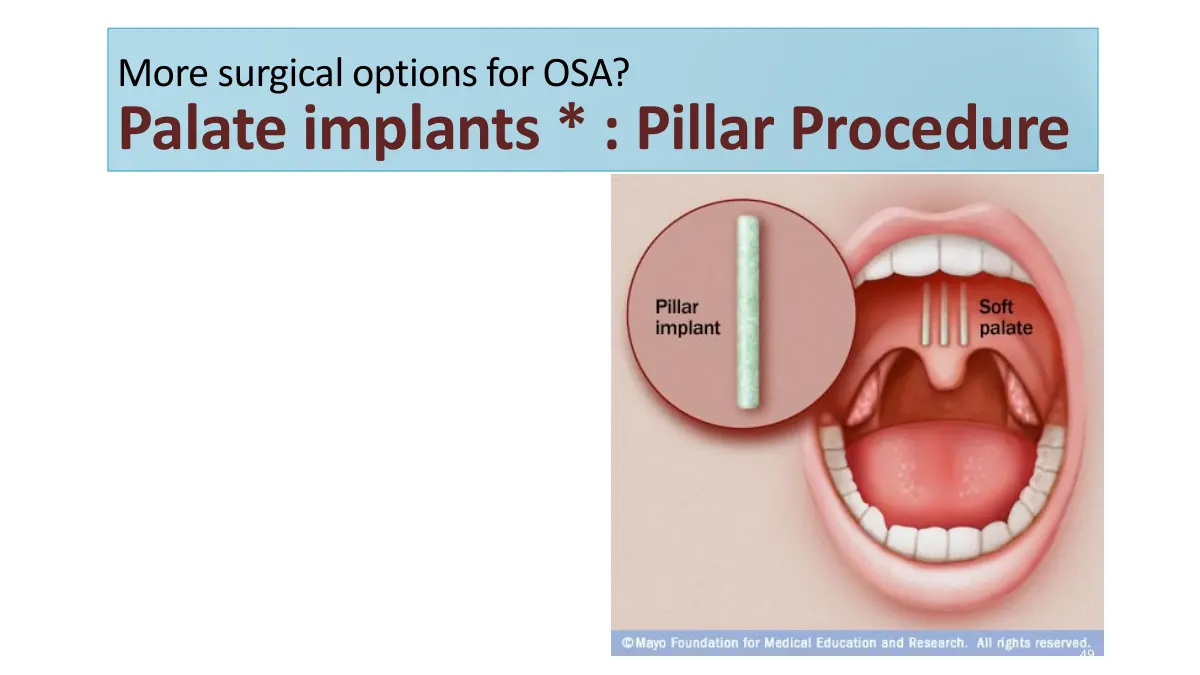 More surgical options for OSA?
Palate implants * : Pillar Procedure
Pillar
implant
Soft
palate
©Mayo Foundation for Medical Education and Research. All rights reserved.
49